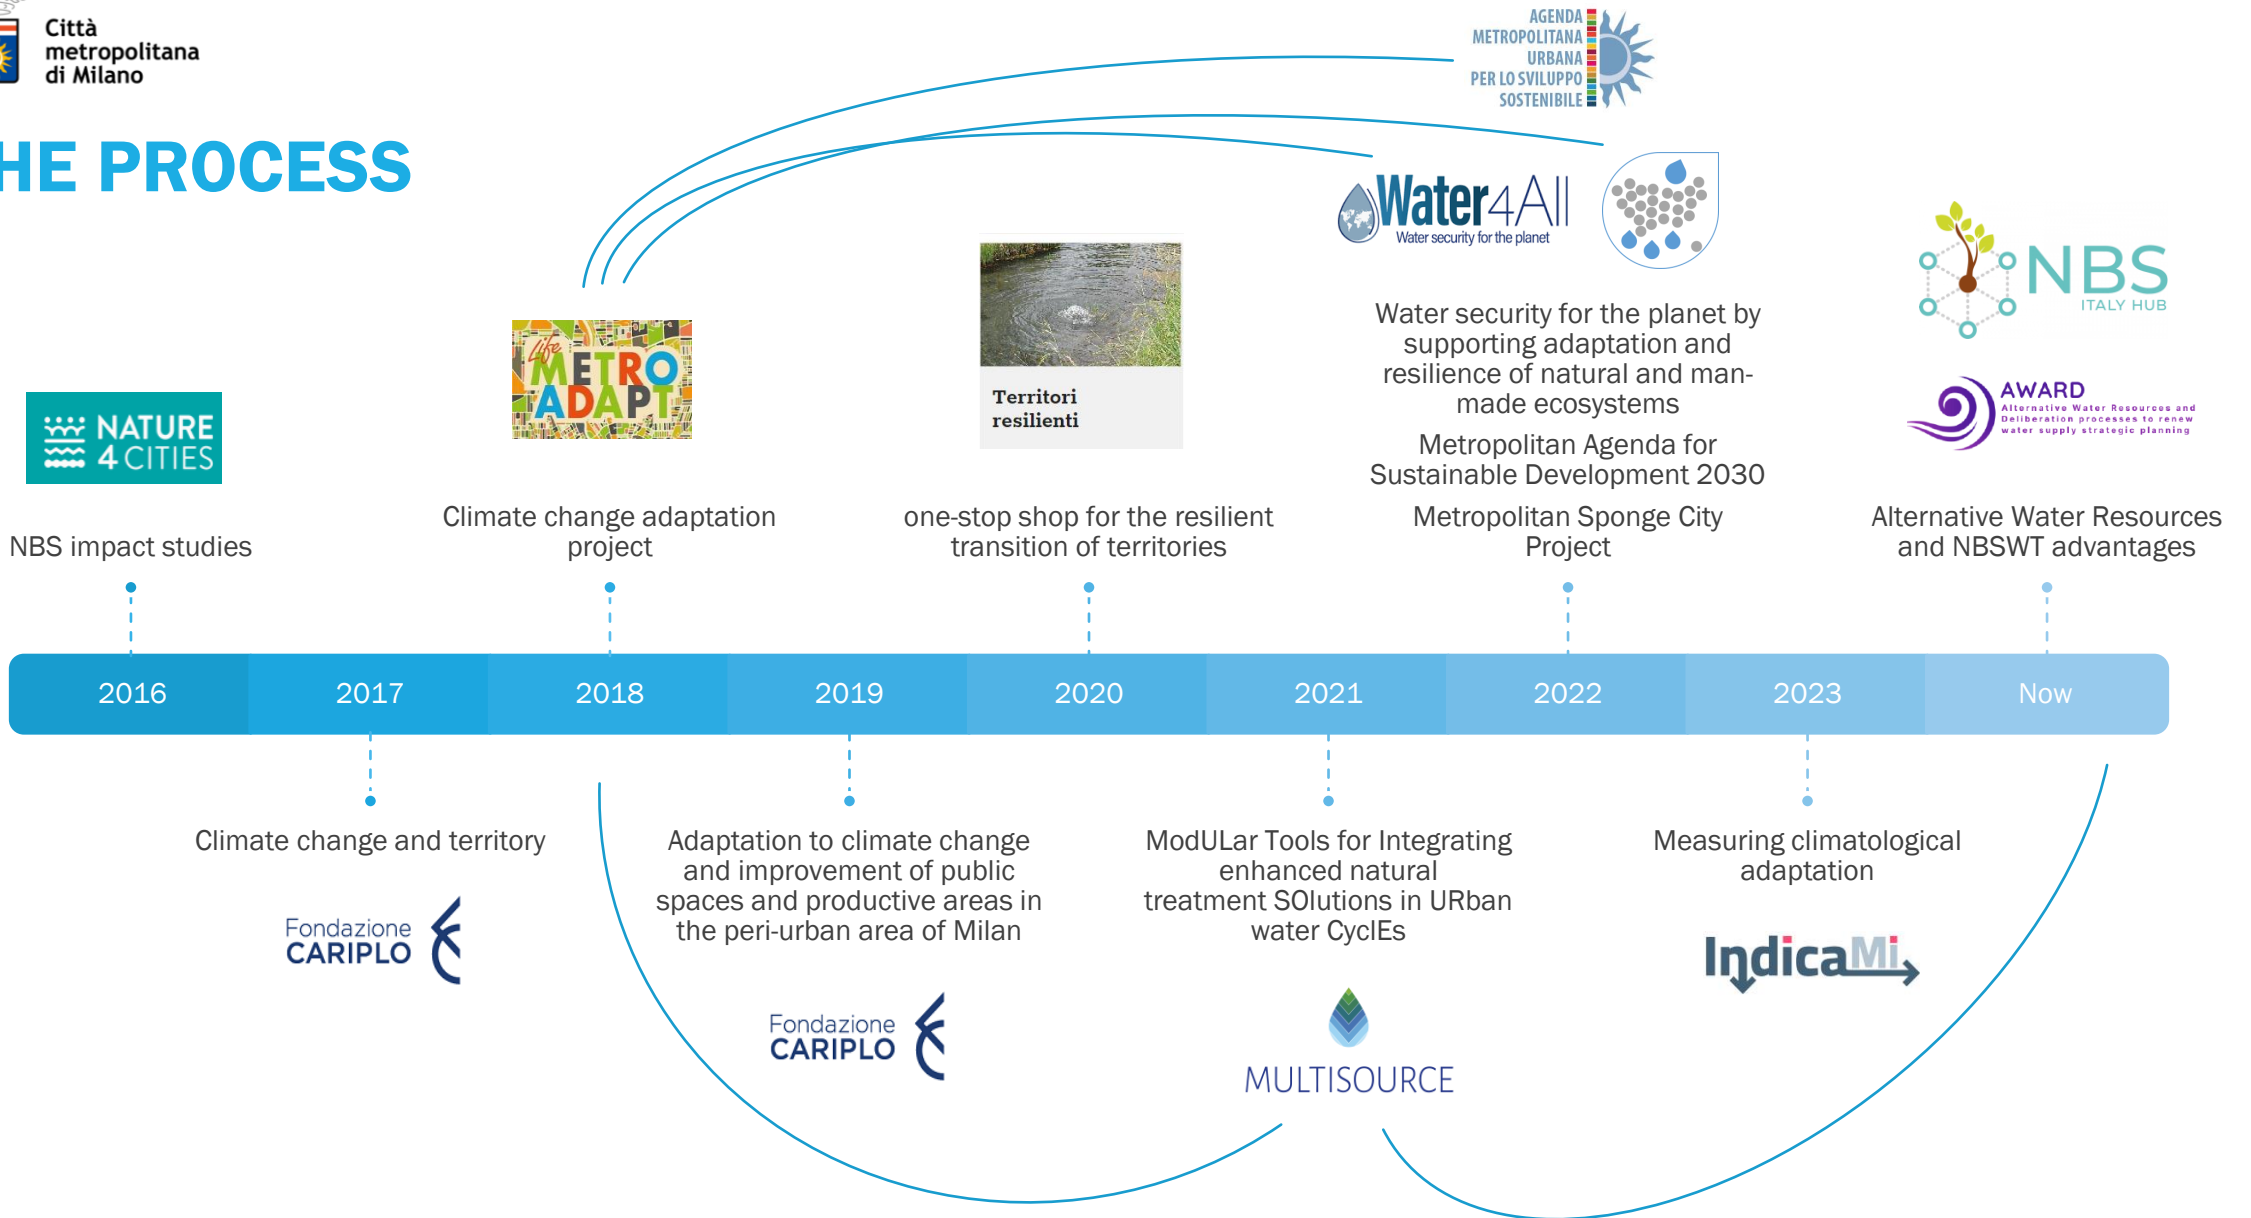 Città
metropolitana
di Milano
HE PROCESS
AGENDA
METROPOLITANA
URBANA
PER LO SVILUPPO
SOSTENIBILE
Water4All
Water security for the planet
NBS
ITALY HUB
AWARD
Alternative Water Resources and
Deliberation processes to renew
water supply strategic planning
NATURE
4CITIES
Life
METRO
ADAPT
Territori
resilienti
Water security for the planet by
supporting adaptation and
resilience of natural and man-
made ecosystems
Metropolitan Agenda for
Sustainable Development 2030
Metropolitan Sponge City
Project
NBS impact studies
Climate change adaptation
project
one-stop shop for the resilient
transition of territories
Alternative Water Resources
and NBSWT advantages
2016
2017
2018
2019
2020
2021
2022
2023
Now
Climate change and territory
Fondazione
CARIPLO
Adaptation to climate change
and improvement of public
spaces and productive areas in
the peri-urban area of Milan
Fondazione
CARIPLO
ModULar Tools for Integrating
enhanced natural
treatment SOlutions in URban
water CyclEs
MULTISOURCE
Measuring climatological
adaptation
IndicaMi